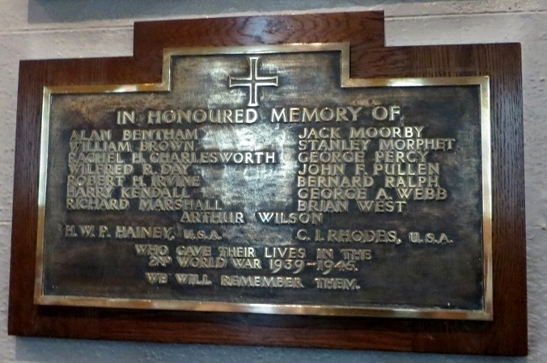 IN HONOURED MEMORY OF
ALAN BENTHAM
WILLIAM BROWN
RACHEL H. CHARLESWORTH
WILFRED R. DAY
ROBERT H. IRVINE
BARRY KENDALL
RICHARD MARSHALL
JACK MOORBY
STANLEY MORPHET
GEORGE PERCY
JOHN F. PULLEN
BERNARD RALPH
GEORGE A. WEBB
BRIAN WEST
ARTHUR WILSON
H.W.P. HAINEY, U.S.A. C.I. RHODES, U.S.A.
WHO GAVE THEIR LIVES IN THE
2ND WORLD WAR 1939-1946.
WE WILL REMEMBER THEM.